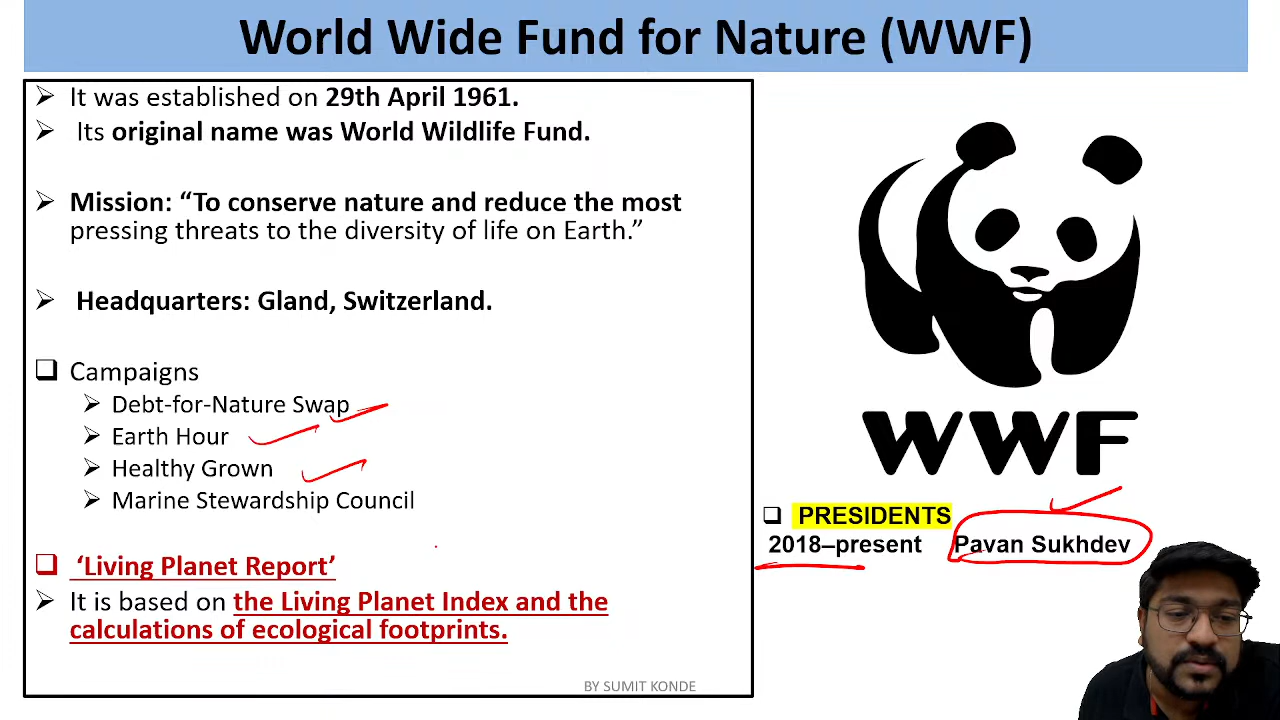 World Wide Fund for Nature (WWF)
➢ It was established on 29th April 1961.
➢ Its original name was World Wildlife Fund.
➢ Mission: “To conserve nature and reduce the most
pressing threats to the diversity of life on Earth.”
➢ Headquarters: Gland, Switzerland.
❑ Campaigns
➢ Debt-for-Nature Swap
➢ Earth Hour
➢ Healthy Grown
➢ Marine Stewardship Council
❑ ‘Living Planet Report’
➢ It is based on the Living Planet Index and the
calculations of ecological footprints.
BY SUMIT KONDE
WWF
❑ PRESIDENTS
2018–present Pavan Sukhdev